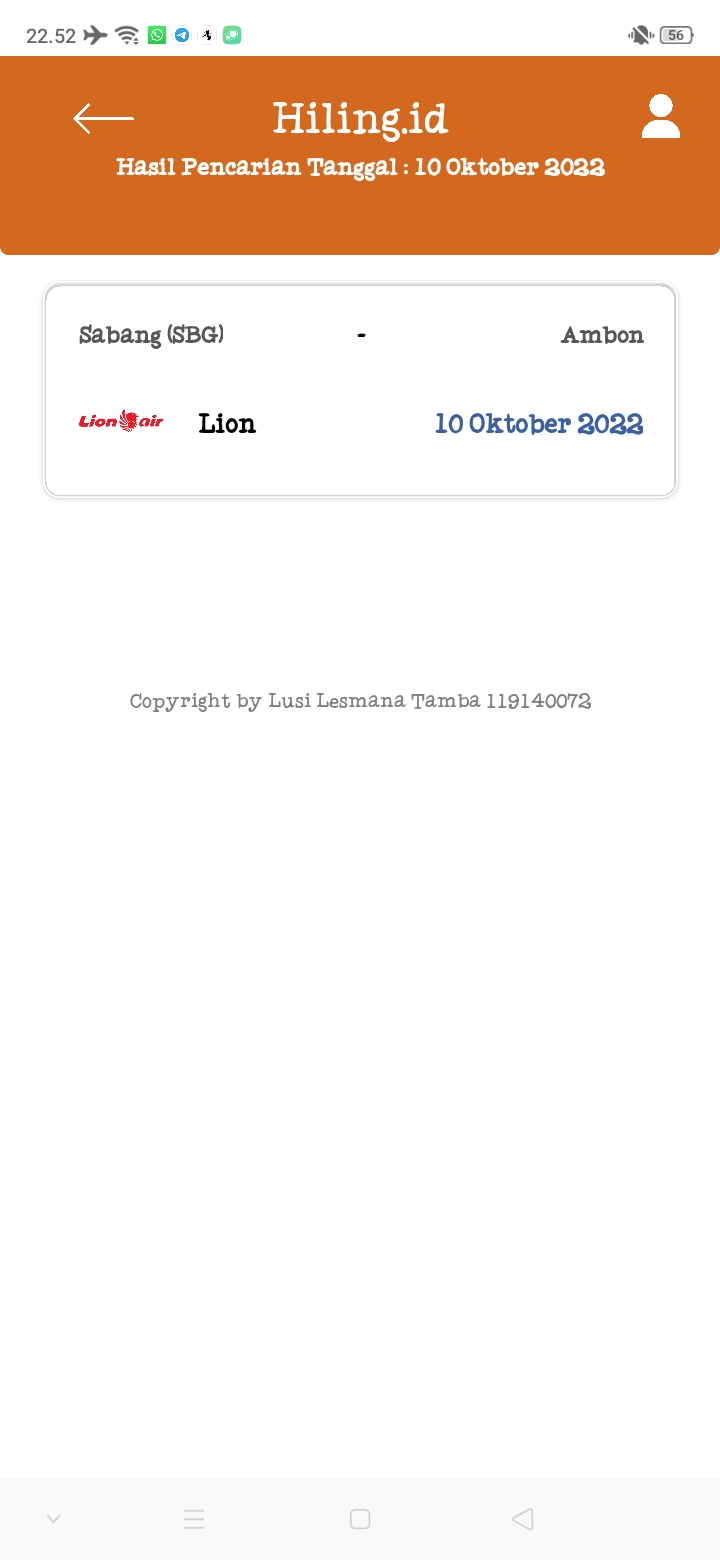 22.52 56
Hiling.id
Hasil Pencarian Tanggal : 10 Oktober 2022
Sabang (SBG) - Ambon
Lion air Lion 10 Oktober 2022
Copyright by Lusi Lesmana Tamba 119140072